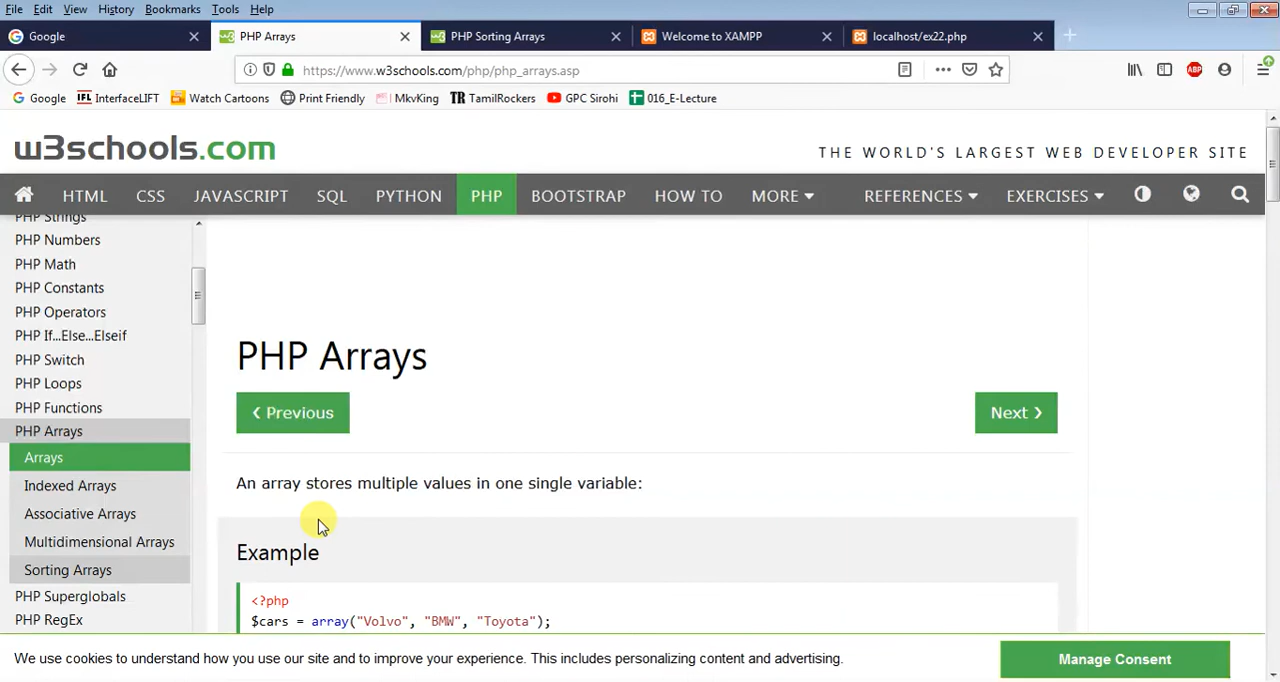 File Edit View History Bookmarks Tools Help
Google PHP Arrays PHP Sorting Arrays Welcome to XAMPP localhost/ex22.php
https://www.w3schools.com/php/php_arrays.asp
Google InterfaceLIFT Watch Cartoons Print Friendly MkvKing TamilRockers GPC Sirohi 016_E-Lecture
w3schools.com
THE WORLD'S LARGEST WEB DEVELOPER SITE
HTML CSS JAVASCRIPT SQL PYTHON PHP BOOTSTRAP HOW TO MORE REFERENCES EXERCISES
PHP Strings
PHP Numbers
PHP Math
PHP Constants
PHP Operators
PHP If...Else...Elseif
PHP Switch
PHP Loops
PHP Functions
PHP Arrays
Arrays
Indexed Arrays
Associative Arrays
Multidimensional Arrays
Sorting Arrays
PHP Superglobals
PHP RegEx
PHP Arrays
❮ Previous
Next ❯
An array stores multiple values in one single variable:
Example
<?php
$cars = array("Volvo", "BMW", "Toyota");
We use cookies to understand how you use our site and to improve your experience. This includes personalizing content and advertising.
Manage Consent